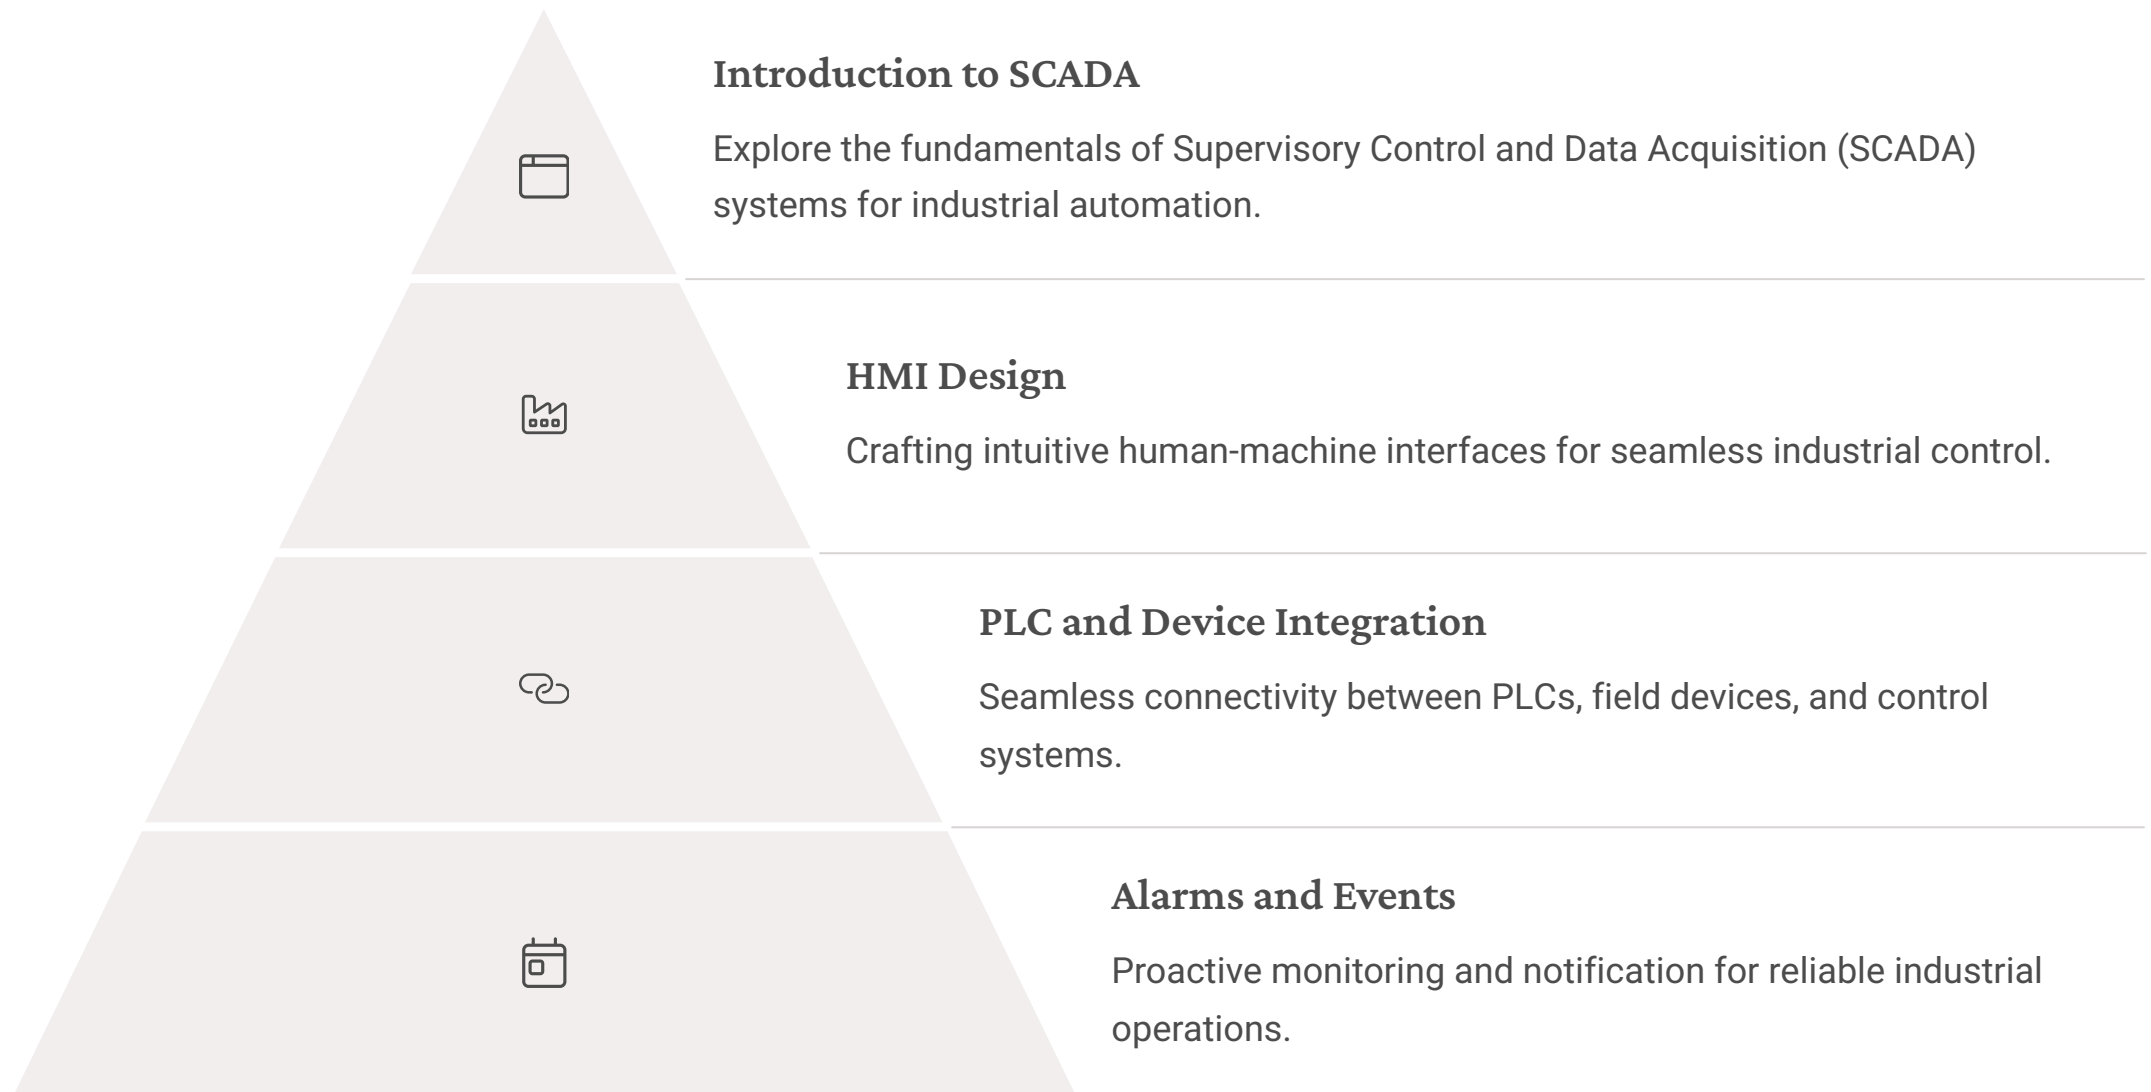 Introduction to SCADA
Explore the fundamentals of Supervisory Control and Data Acquisition (SCADA)
systems for industrial automation.
HMI Design
Crafting intuitive human-machine interfaces for seamless industrial control.
PLC and Device Integration
Seamless connectivity between PLCs, field devices, and control
systems.
Alarms and Events
Proactive monitoring and notification for reliable industrial
operations.